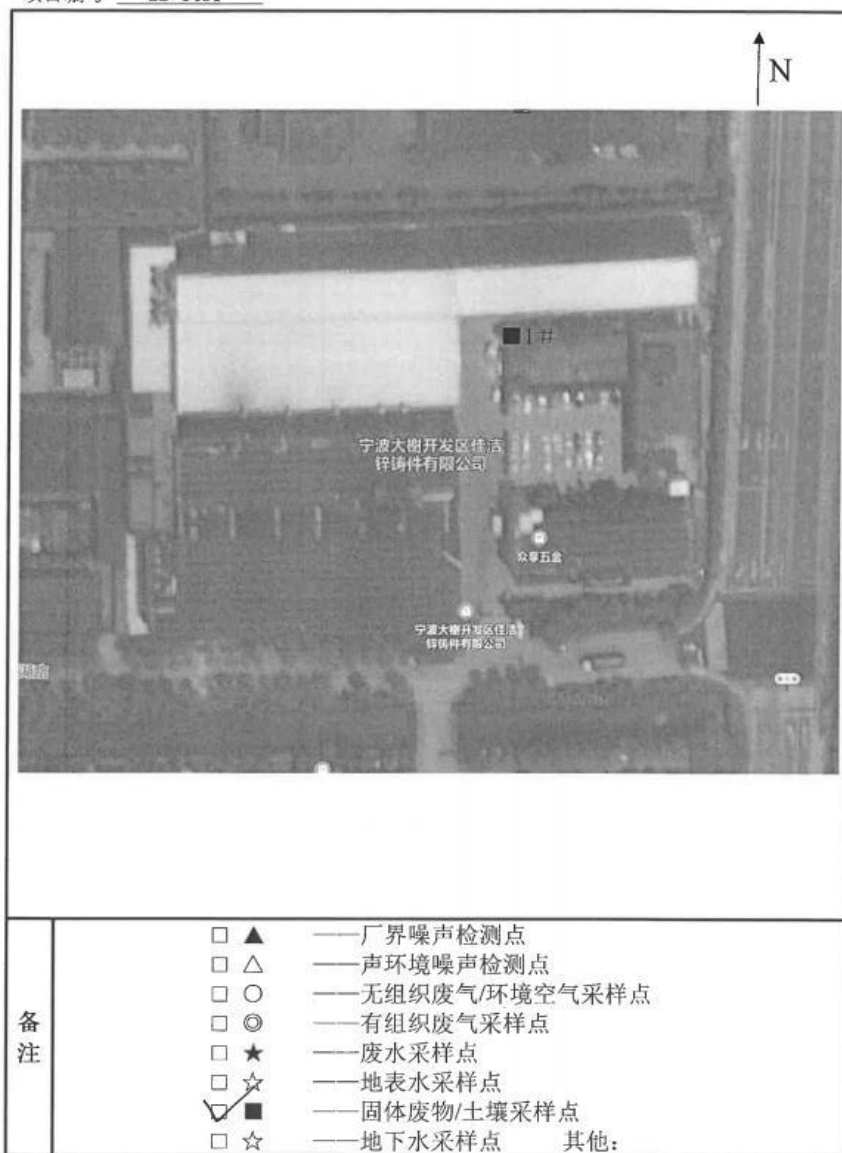 N
■1#
宁波大榭开发区佳洁
锌铸件有限公司
众享五金
宁波大榭开发区佳洁
锌铸件有限公司
备注
□ ▲ ——厂界噪声检测点
□ △ ——声环境噪声检测点
□ ○ ——无组织废气/环境空气采样点
□ ◎ ——有组织废气采样点
□ ★ ——废水采样点
□ ☆ ——地表水采样点
☑ ■ ——固体废物/土壤采样点
□ ☆ ——地下水采样点 其他: